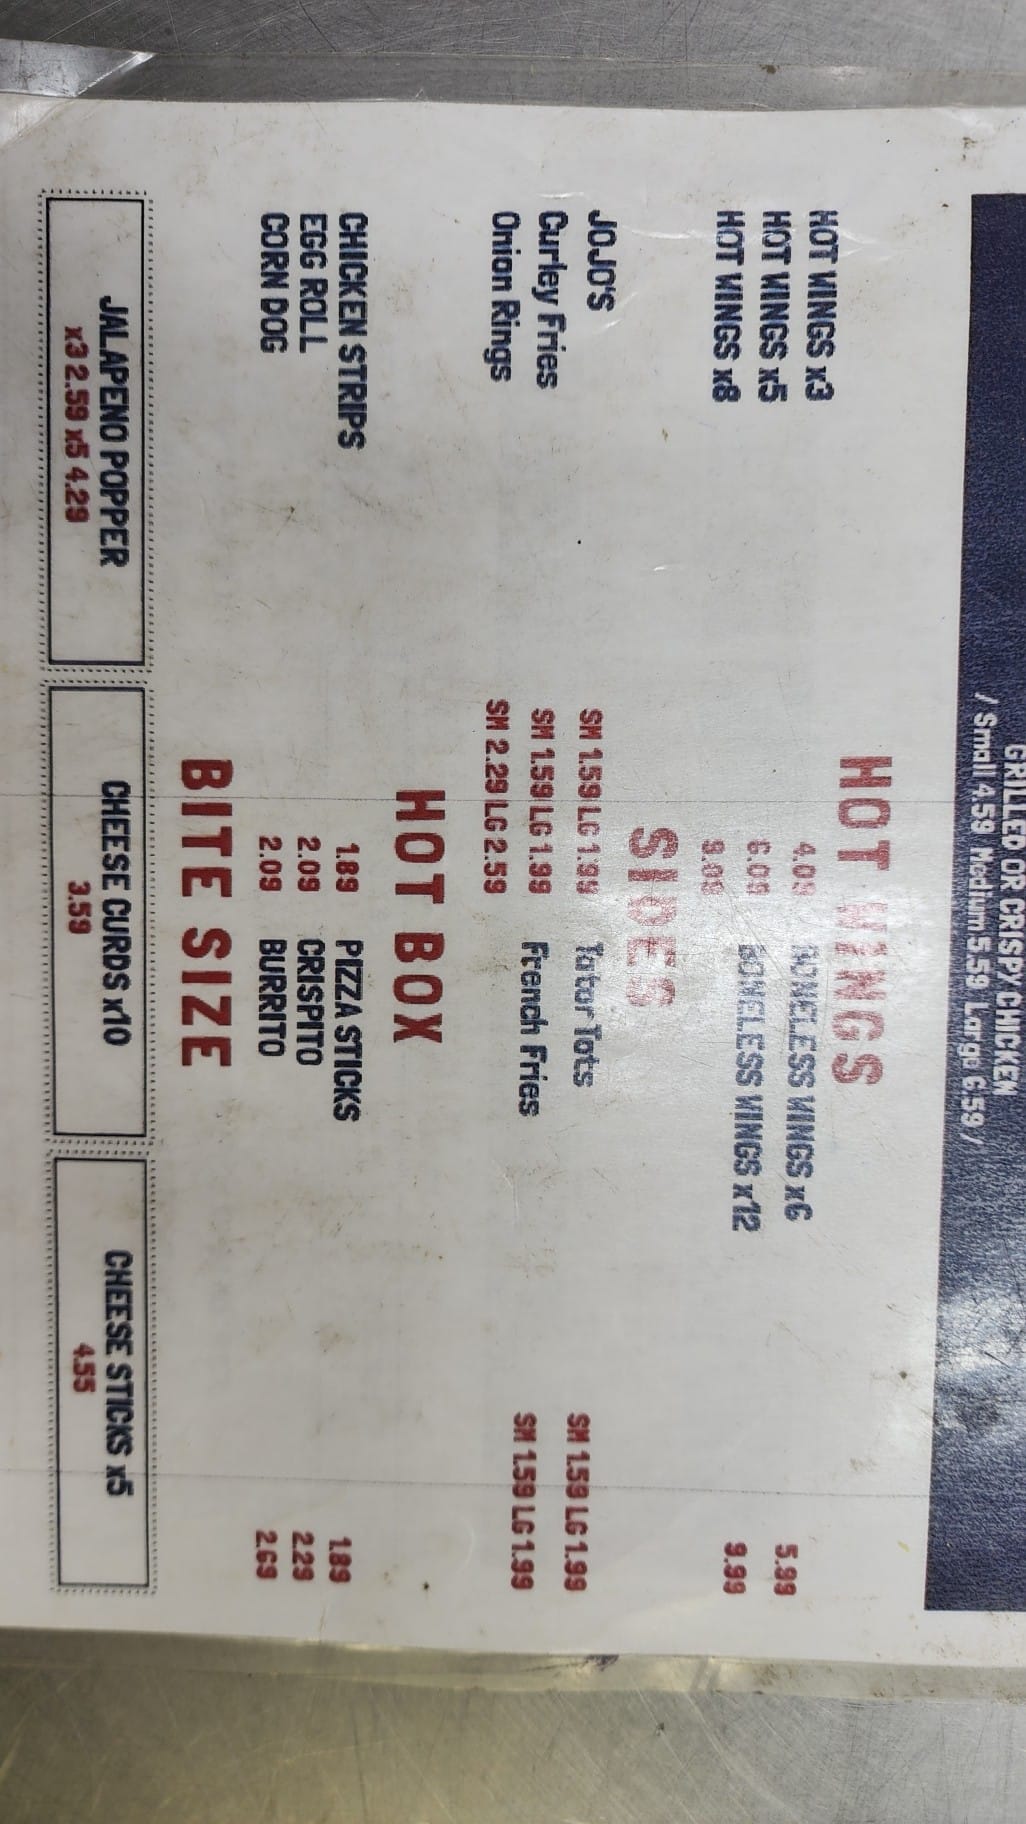 GRILLED OR CRISPY CHICKEN
/ Small 4.59 Medium 5.59 Large 6.59 /
HOT WINGS
HOT WINGS x3 4.09 BONELESS WINGS x6 5.99
HOT WINGS x5 6.09 BONELESS WINGS x12 9.99
HOT WINGS x8 9.09
SIDES
JOJO'S SM 1.59 LG 1.99 Tator Tots SM 1.59 LG 1.99
Curley Fries SM 1.59 LG 1.99 French Fries SM 1.59 LG 1.99
Onion Rings SM 2.29 LG 2.59
HOT BOX
CHICKEN STRIPS 1.89 PIZZA STICKS 1.89
EGG ROLL 2.09 CRISPITO 2.29
CORN DOG 2.09 BURRITO 2.69
BITE SIZE
JALAPENO POPPER CHEESE CURDS x10 CHEESE STICKS x5
x3 2.59 x5 4.29 3.59 4.55